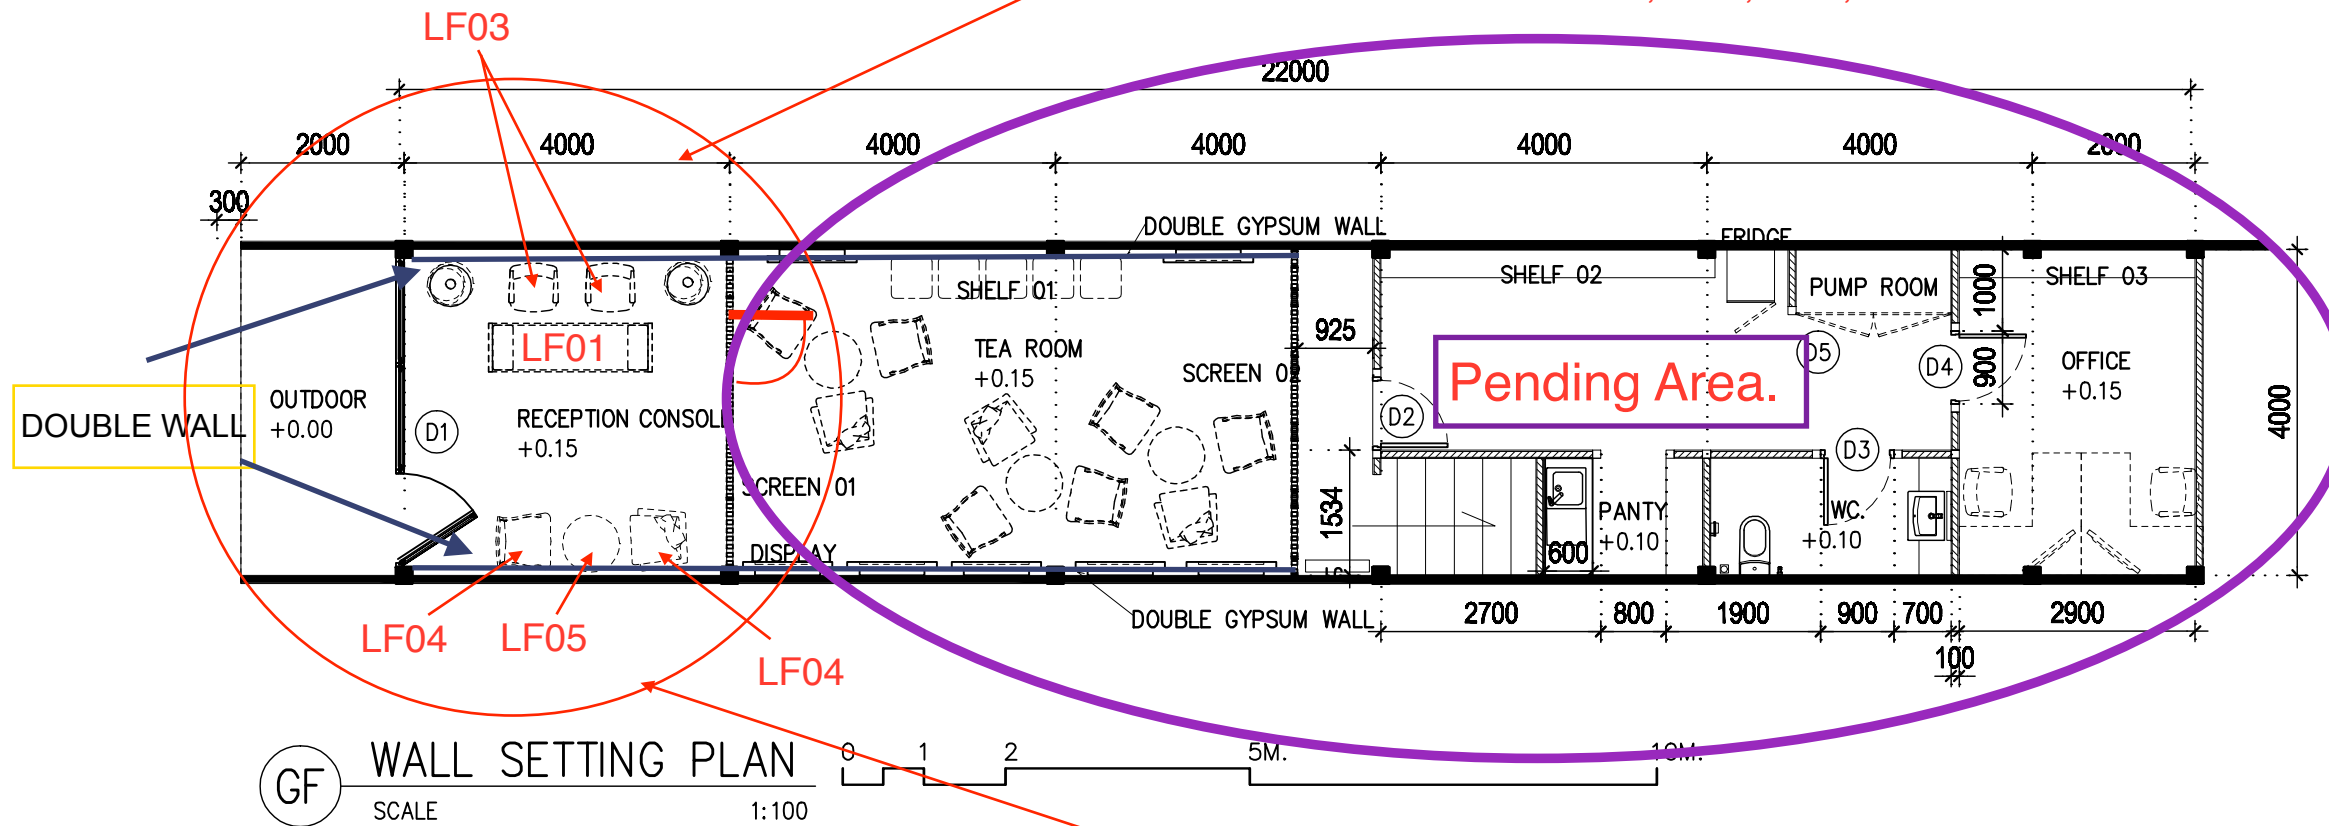 LF03
22000
2000
4000
4000
4000
4000
4000
2000
300
DOUBLE GYPSUM WALL
FRIDGE
SHELF 01
SHELF 02
PUMP ROOM
1000
SHELF 03
925
LF01
TEA ROOM
+0.15
SCREEN 0
Pending Area.
D5
D4
900
OFFICE
+0.15
4000
DOUBLE WALL
OUTDOOR
+0.00
D1
RECEPTION CONSOLE
+0.15
D2
D3
SCREEN 01
1534
PANTY
+0.10
WC.
+0.10
DISPLAY
600
DOUBLE GYPSUM WALL
2700
800
1900
900
700
2900
100
LF04
LF05
LF04
GF
WALL SETTING PLAN
SCALE 1:100
0 1 2 5M. 10M.